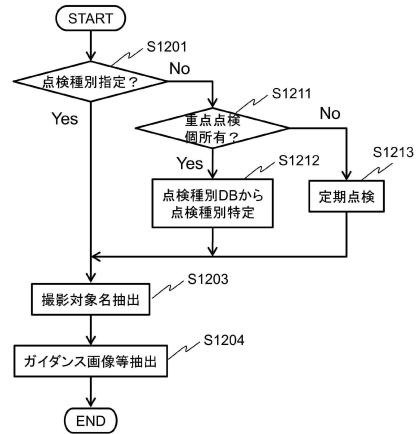 START
S1201
点検種別指定？
No
Yes
S1211
重点点検
個所有？
No
Yes
S1212
S1213
点検種別DBから
点検種別特定
定期点検
S1203
撮影対象名抽出
S1204
ガイダンス画像等抽出
END